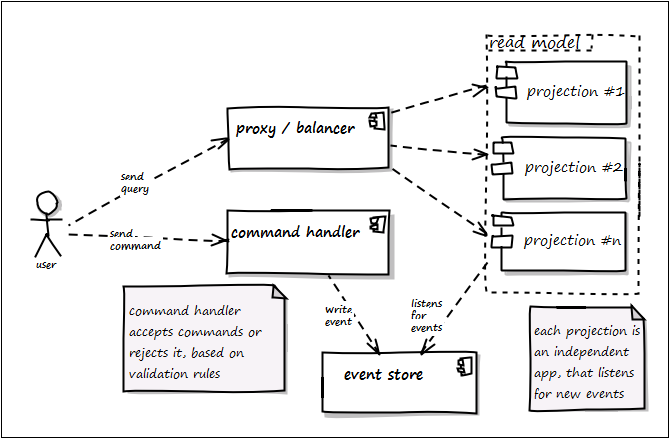 read model
projection #1
proxy / balancer
projection #2
send
query
command handler
send
command
projection #n
user
write
event
listens
for
events
command handler
accepts commands or
rejects it, based on
validation rules
each projection is
an independent
app, that listens
for new events
event store